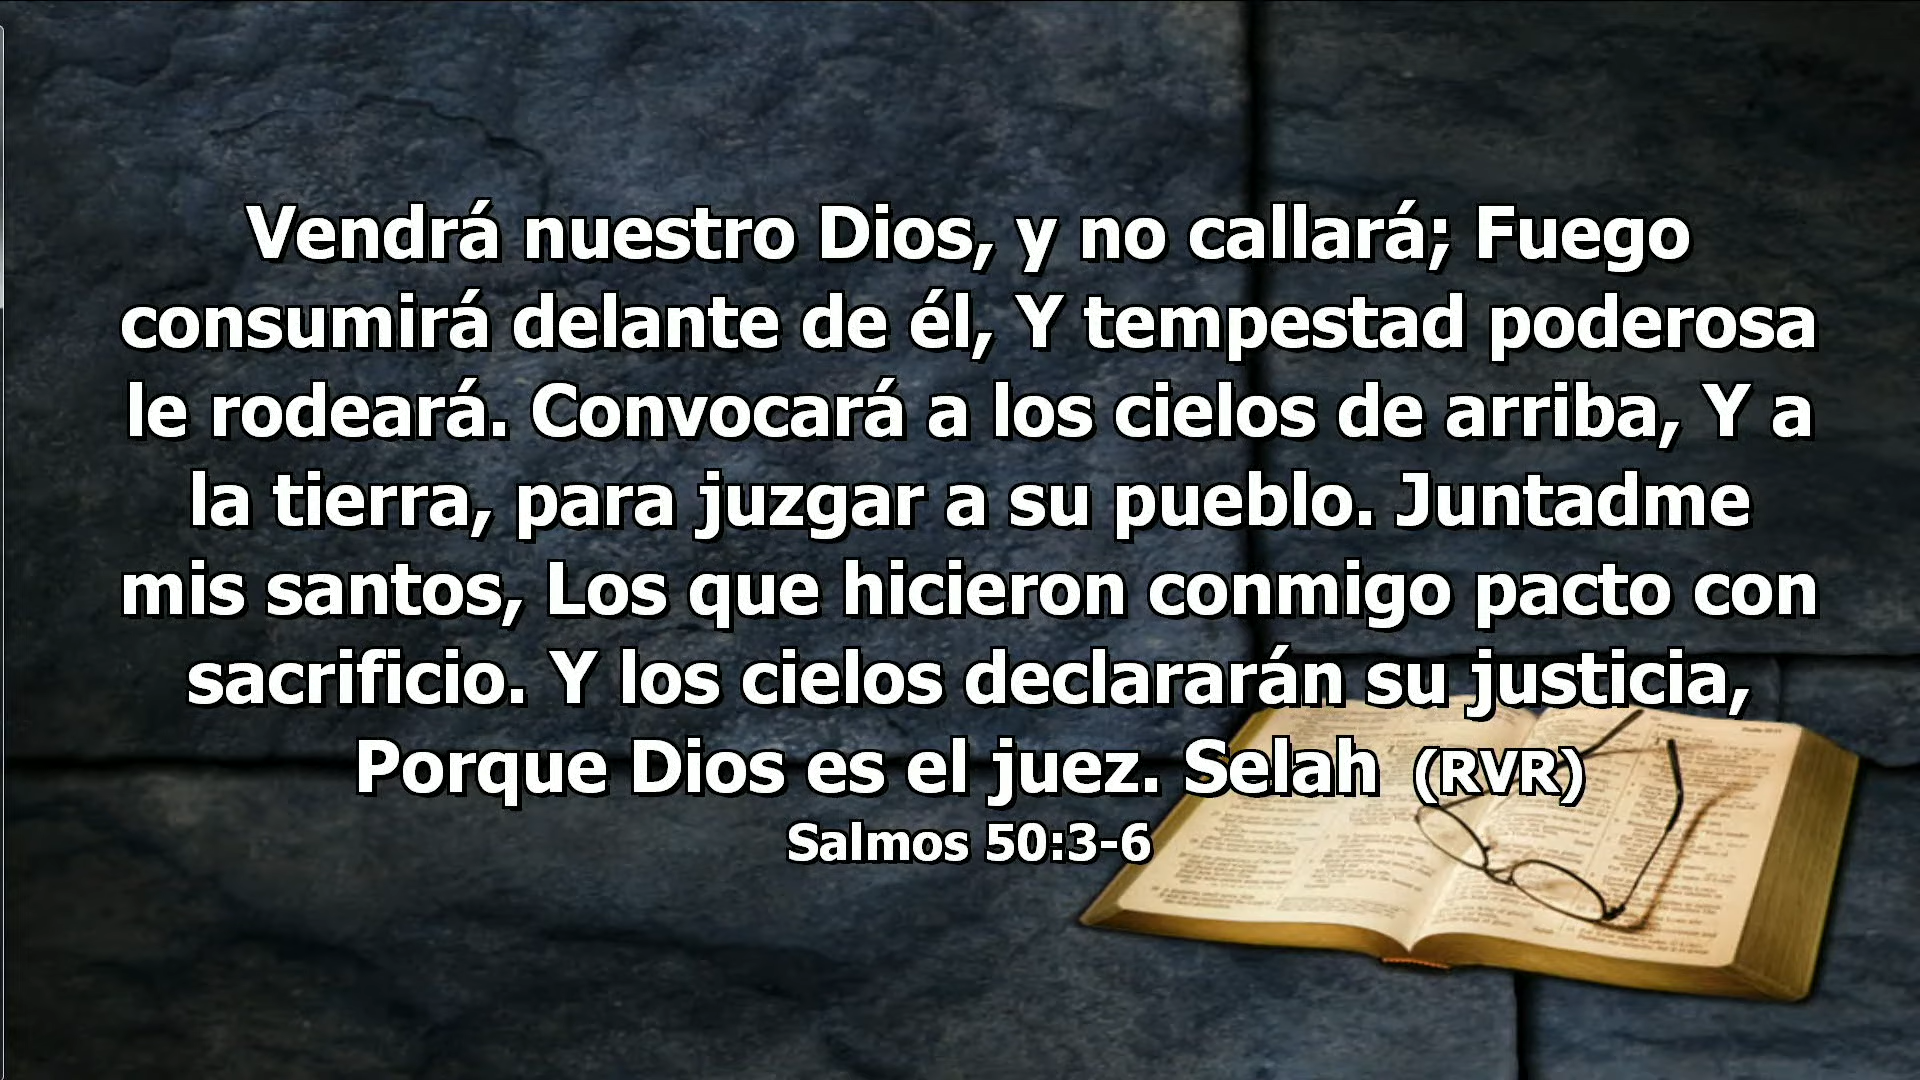 Vendrá nuestro Dios, y no callará; Fuego
consumirá delante de él, Y tempestad poderosa
le rodeará. Convocará a los cielos de arriba, Y a
la tierra, para juzgar a su pueblo. Juntadme
mis santos, Los que hicieron conmigo pacto con
sacrificio. Y los cielos declararán su justicia,
Porque Dios es el juez. Selah (RVR)
Salmos 50:3-6